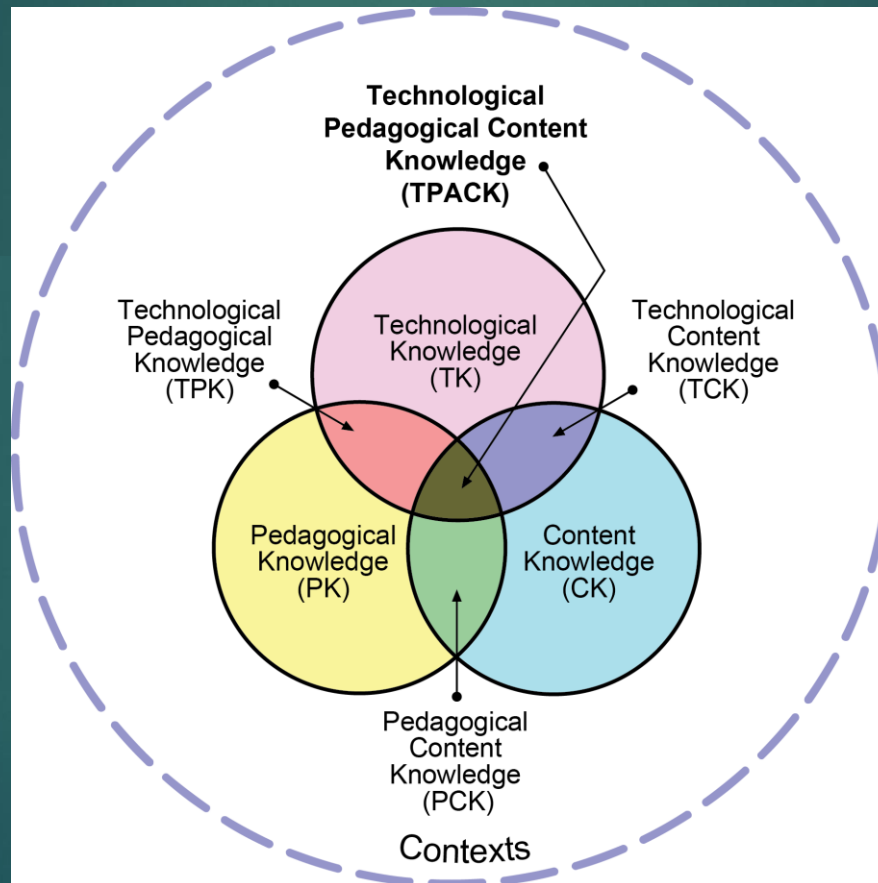 Technological
Pedagogical Content
Knowledge
(TPACK)
Technological
Pedagogical
Knowledge
(TPK)
Technological
Knowledge
(TK)
Technological
Content
Knowledge
(TCK)
Pedagogical
Knowledge
(PK)
Content
Knowledge
(CK)
Pedagogical
Content
Knowledge
(PCK)
Contexts